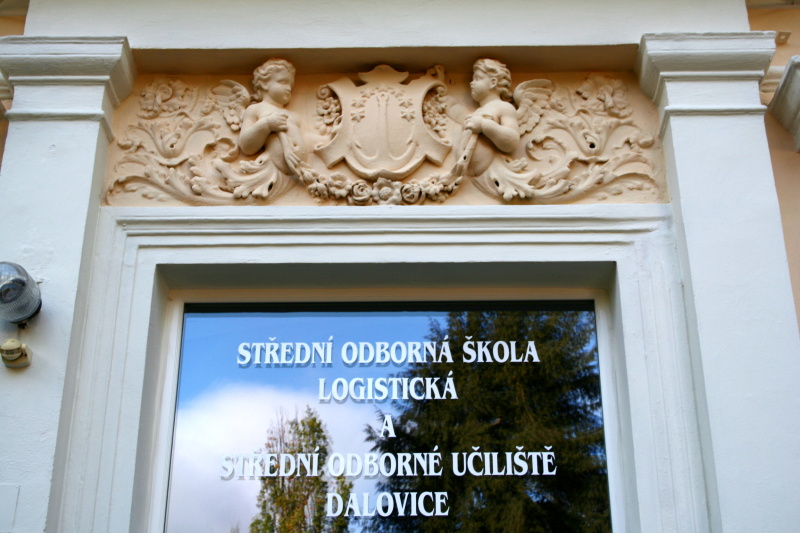 STŘEDNÍ ODBORNÁ ŠKOLA
LOGISTICKÁ
A
STŘEDNÍ ODBORNÉ UČILIŠTĚ
DALOVICE